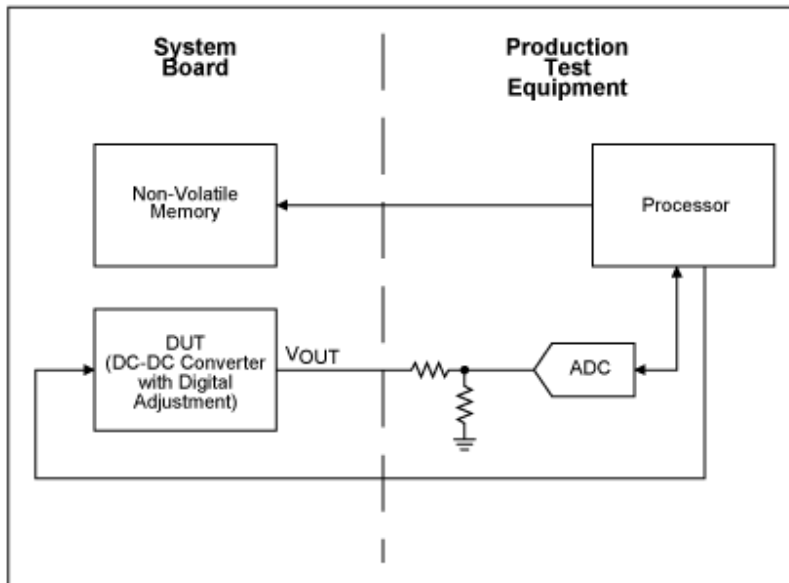 System
Board
Production
Test
Equipment
Non-Volatile
Memory
Processor
DUT
(DC-DC Converter
with Digital
Adjustment)
VOUT
ADC